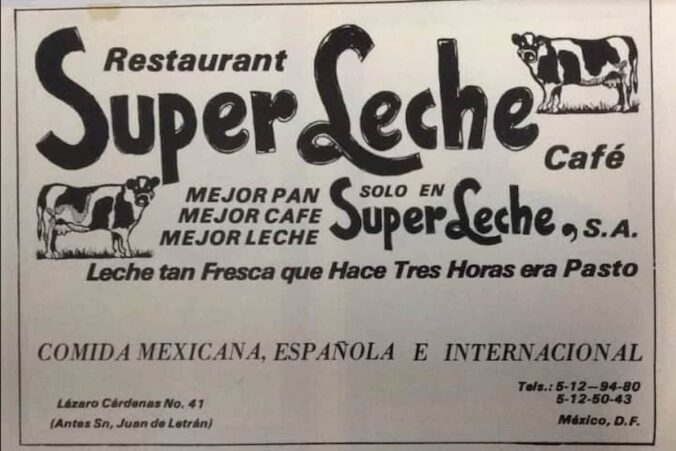 Restaurant
Super Leche
Café
MEJOR PAN
MEJOR CAFE
MEJOR LECHE
SOLO EN
Super Leche, S.A.
Leche tan Fresca que Hace Tres Horas era Pasto
COMIDA MEXICANA, ESPAÑOLA E INTERNACIONAL
Lázaro Cárdenas No. 41
(Antes Sn, Juan de Letrán)
Tels.: 5-12-94-80
5-12-50-43
México, D.F.